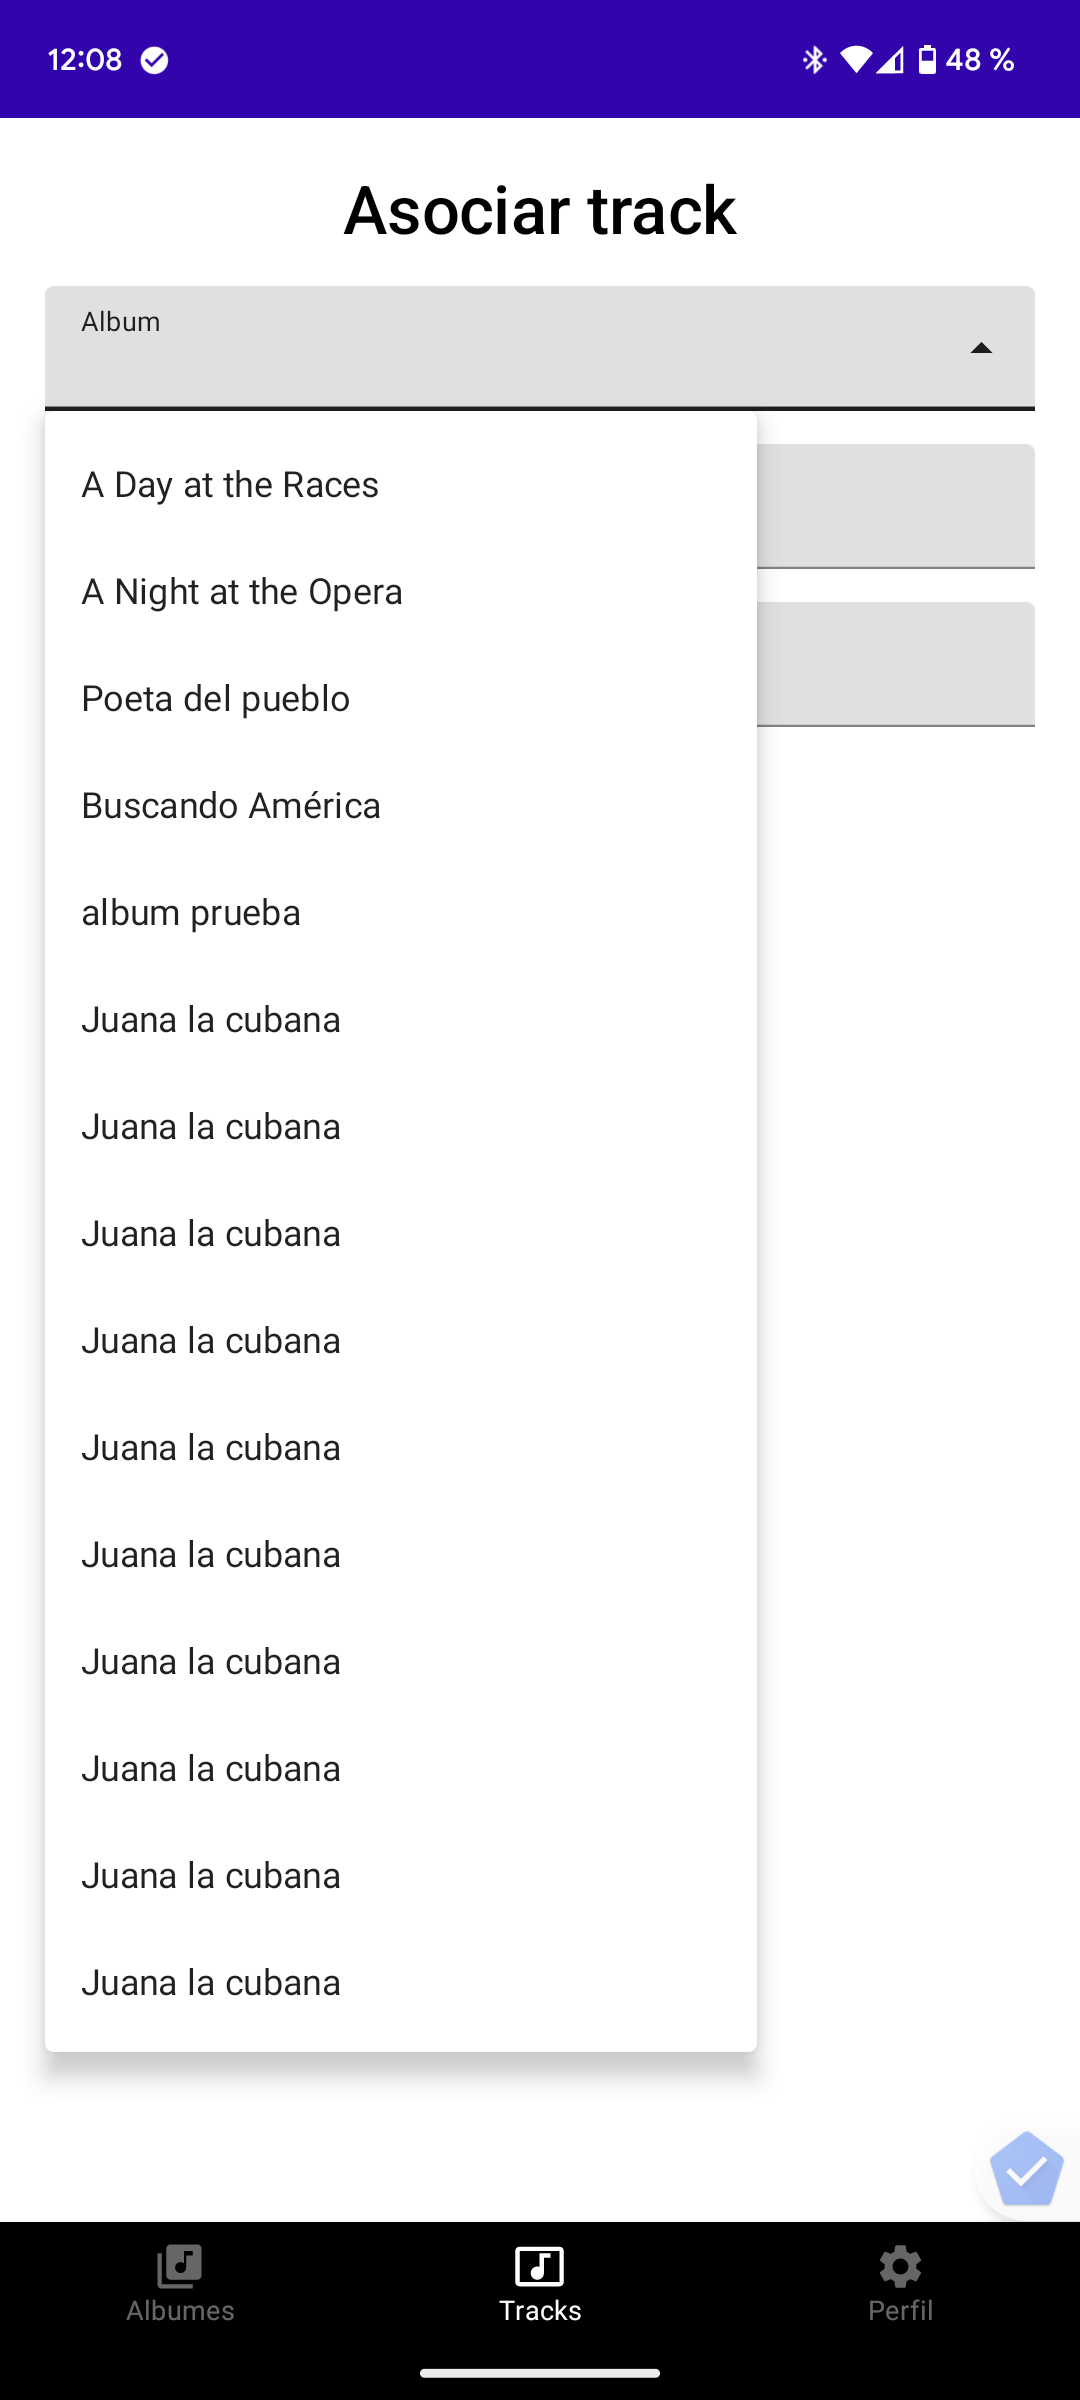 12:08
48 %
Asociar track
Album
A Day at the Races
A Night at the Opera
Poeta del pueblo
Buscando América
album prueba
Juana la cubana
Juana la cubana
Juana la cubana
Juana la cubana
Juana la cubana
Juana la cubana
Juana la cubana
Juana la cubana
Juana la cubana
Juana la cubana
Albumes
Tracks
Perfil